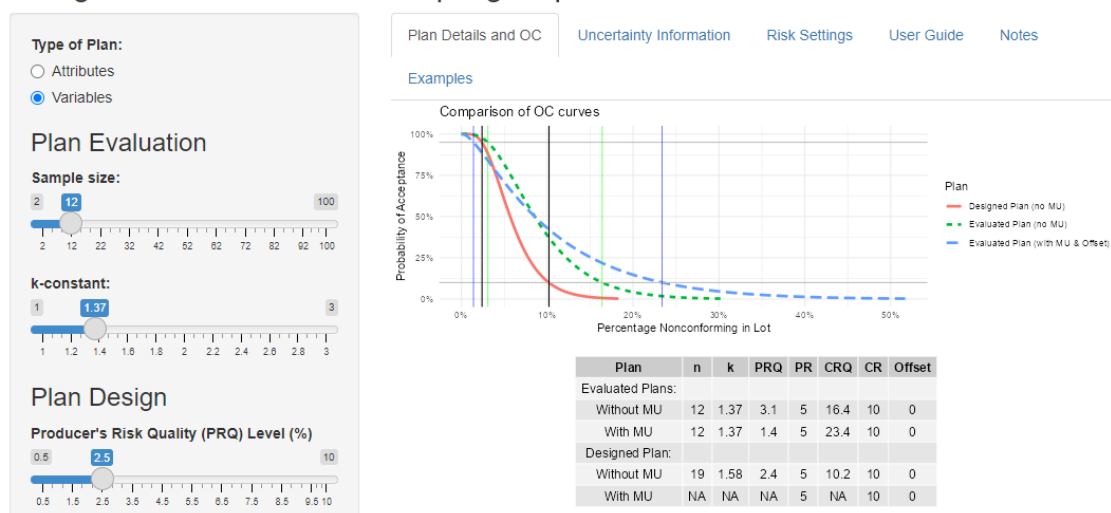 Type of Plan:
Attributes
Variables
Plan Evaluation
Sample size:
2 12 100
2 12 22 32 42 52 62 72 82 92 100
k-constant:
1 1.37 3
1 1.2 1.4 1.6 1.8 2 2.2 2.4 2.6 2.8 3
Plan Design
Producer's Risk Quality (PRQ) Level (%)
0.5 2.5 10
0.5 1.5 2.5 3.5 4.5 5.5 6.5 7.5 8.5 9.5 10
Plan Details and OC Uncertainty Information Risk Settings User Guide Notes
Examples
Comparison of OC curves
100%
75%
50%
25%
0%
Probability of Acceptance
0% 10% 20% 30% 40% 50%
Percentage Nonconforming in Lot
Plan
Designed Plan (no MU)
Evaluated Plan (no MU)
Evaluated Plan (with MU & Offset)
Plan n k PRQ PR CRQ CR Offset
Evaluated Plans:
Without MU 12 1.37 3.1 5 16.4 10 0
With MU 12 1.37 1.4 5 23.4 10 0
Designed Plan:
Without MU 19 1.58 2.4 5 10.2 10 0
With MU NA NA NA 5 NA 10 0